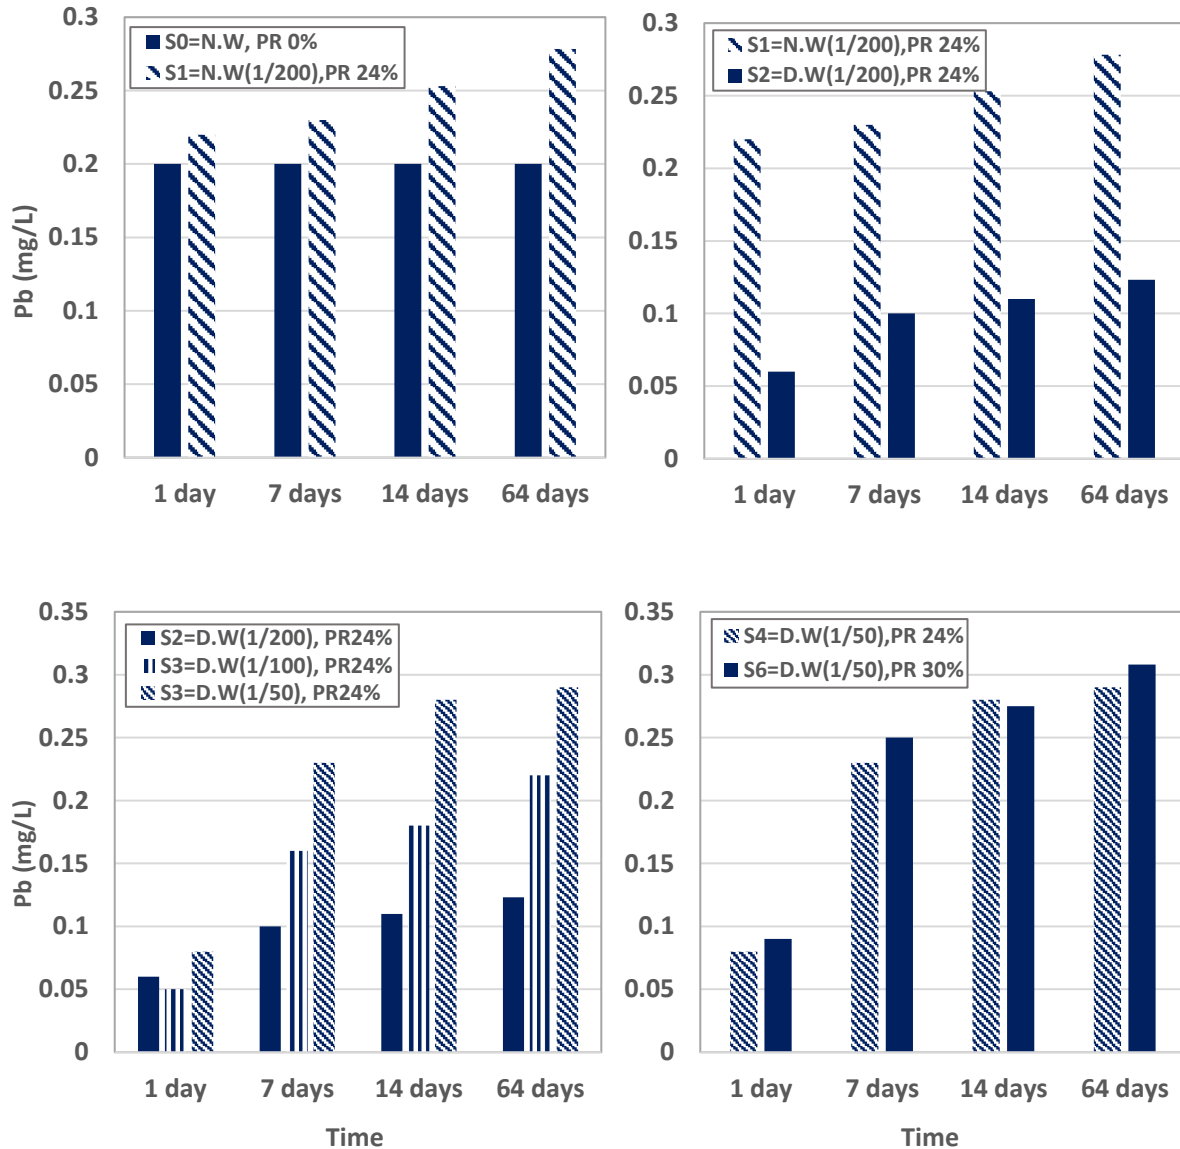 0.3
0.25
0.2
0.15
0.1
0.05
0
Pb (mg/L)
S0=N.W, PR 0%
S1=N.W(1/200),PR 24%
1 day 7 days 14 days 64 days
0.3
0.25
0.2
0.15
0.1
0.05
0
S1=N.W(1/200),PR 24%
S2=D.W(1/200),PR 24%
1 day 7 days 14 days 64 days
0.35
0.3
0.25
0.2
0.15
0.1
0.05
0
Pb (mg/L)
S2=D.W(1/200), PR24%
S3=D.W(1/100), PR24%
S3=D.W(1/50), PR24%
1 day 7 days 14 days 64 days
Time
0.35
0.3
0.25
0.2
0.15
0.1
0.05
0
S4=D.W(1/50),PR 24%
S6=D.W(1/50),PR 30%
1 day 7 days 14 days 64 days
Time